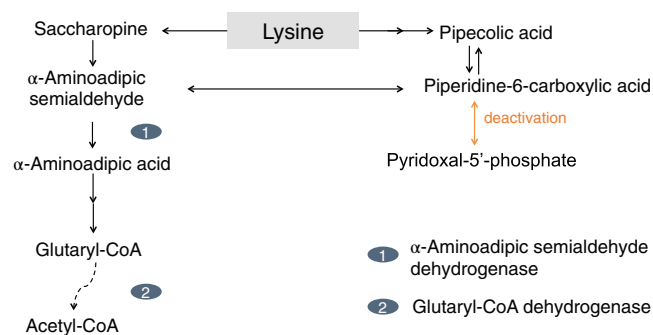 Saccharopine
Lysine
Pipecolic acid
α-Aminoadipic
semialdehyde
Piperidine-6-carboxylic acid
deactivation
1
α-Aminoadipic acid
Pyridoxal-5'-phosphate
Glutaryl-CoA
1 α-Aminoadipic semialdehyde
dehydrogenase
2
2 Glutaryl-CoA dehydrogenase
Acetyl-CoA